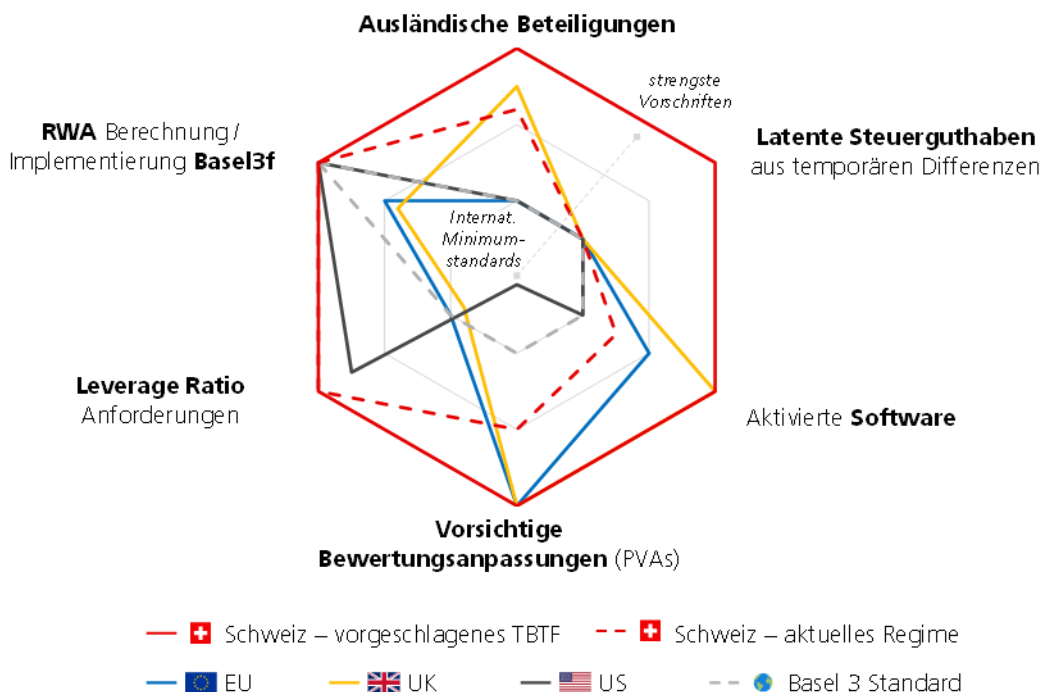 Ausländische Beteiligungen
strengste
Vorschriften
RWA Berechnung/
Implementierung Basel3f
Latente Steuerguthaben
aus temporären Differenzen
Internat.
Minimum-
standards
Leverage Ratio
Anforderungen
Aktivierte Software
Vorsichtige
Bewertungsanpassungen (PVAs)
Schweiz – vorgeschlagenes TBTF
Schweiz – aktuelles Regime
EU
UK
US
Basel 3 Standard